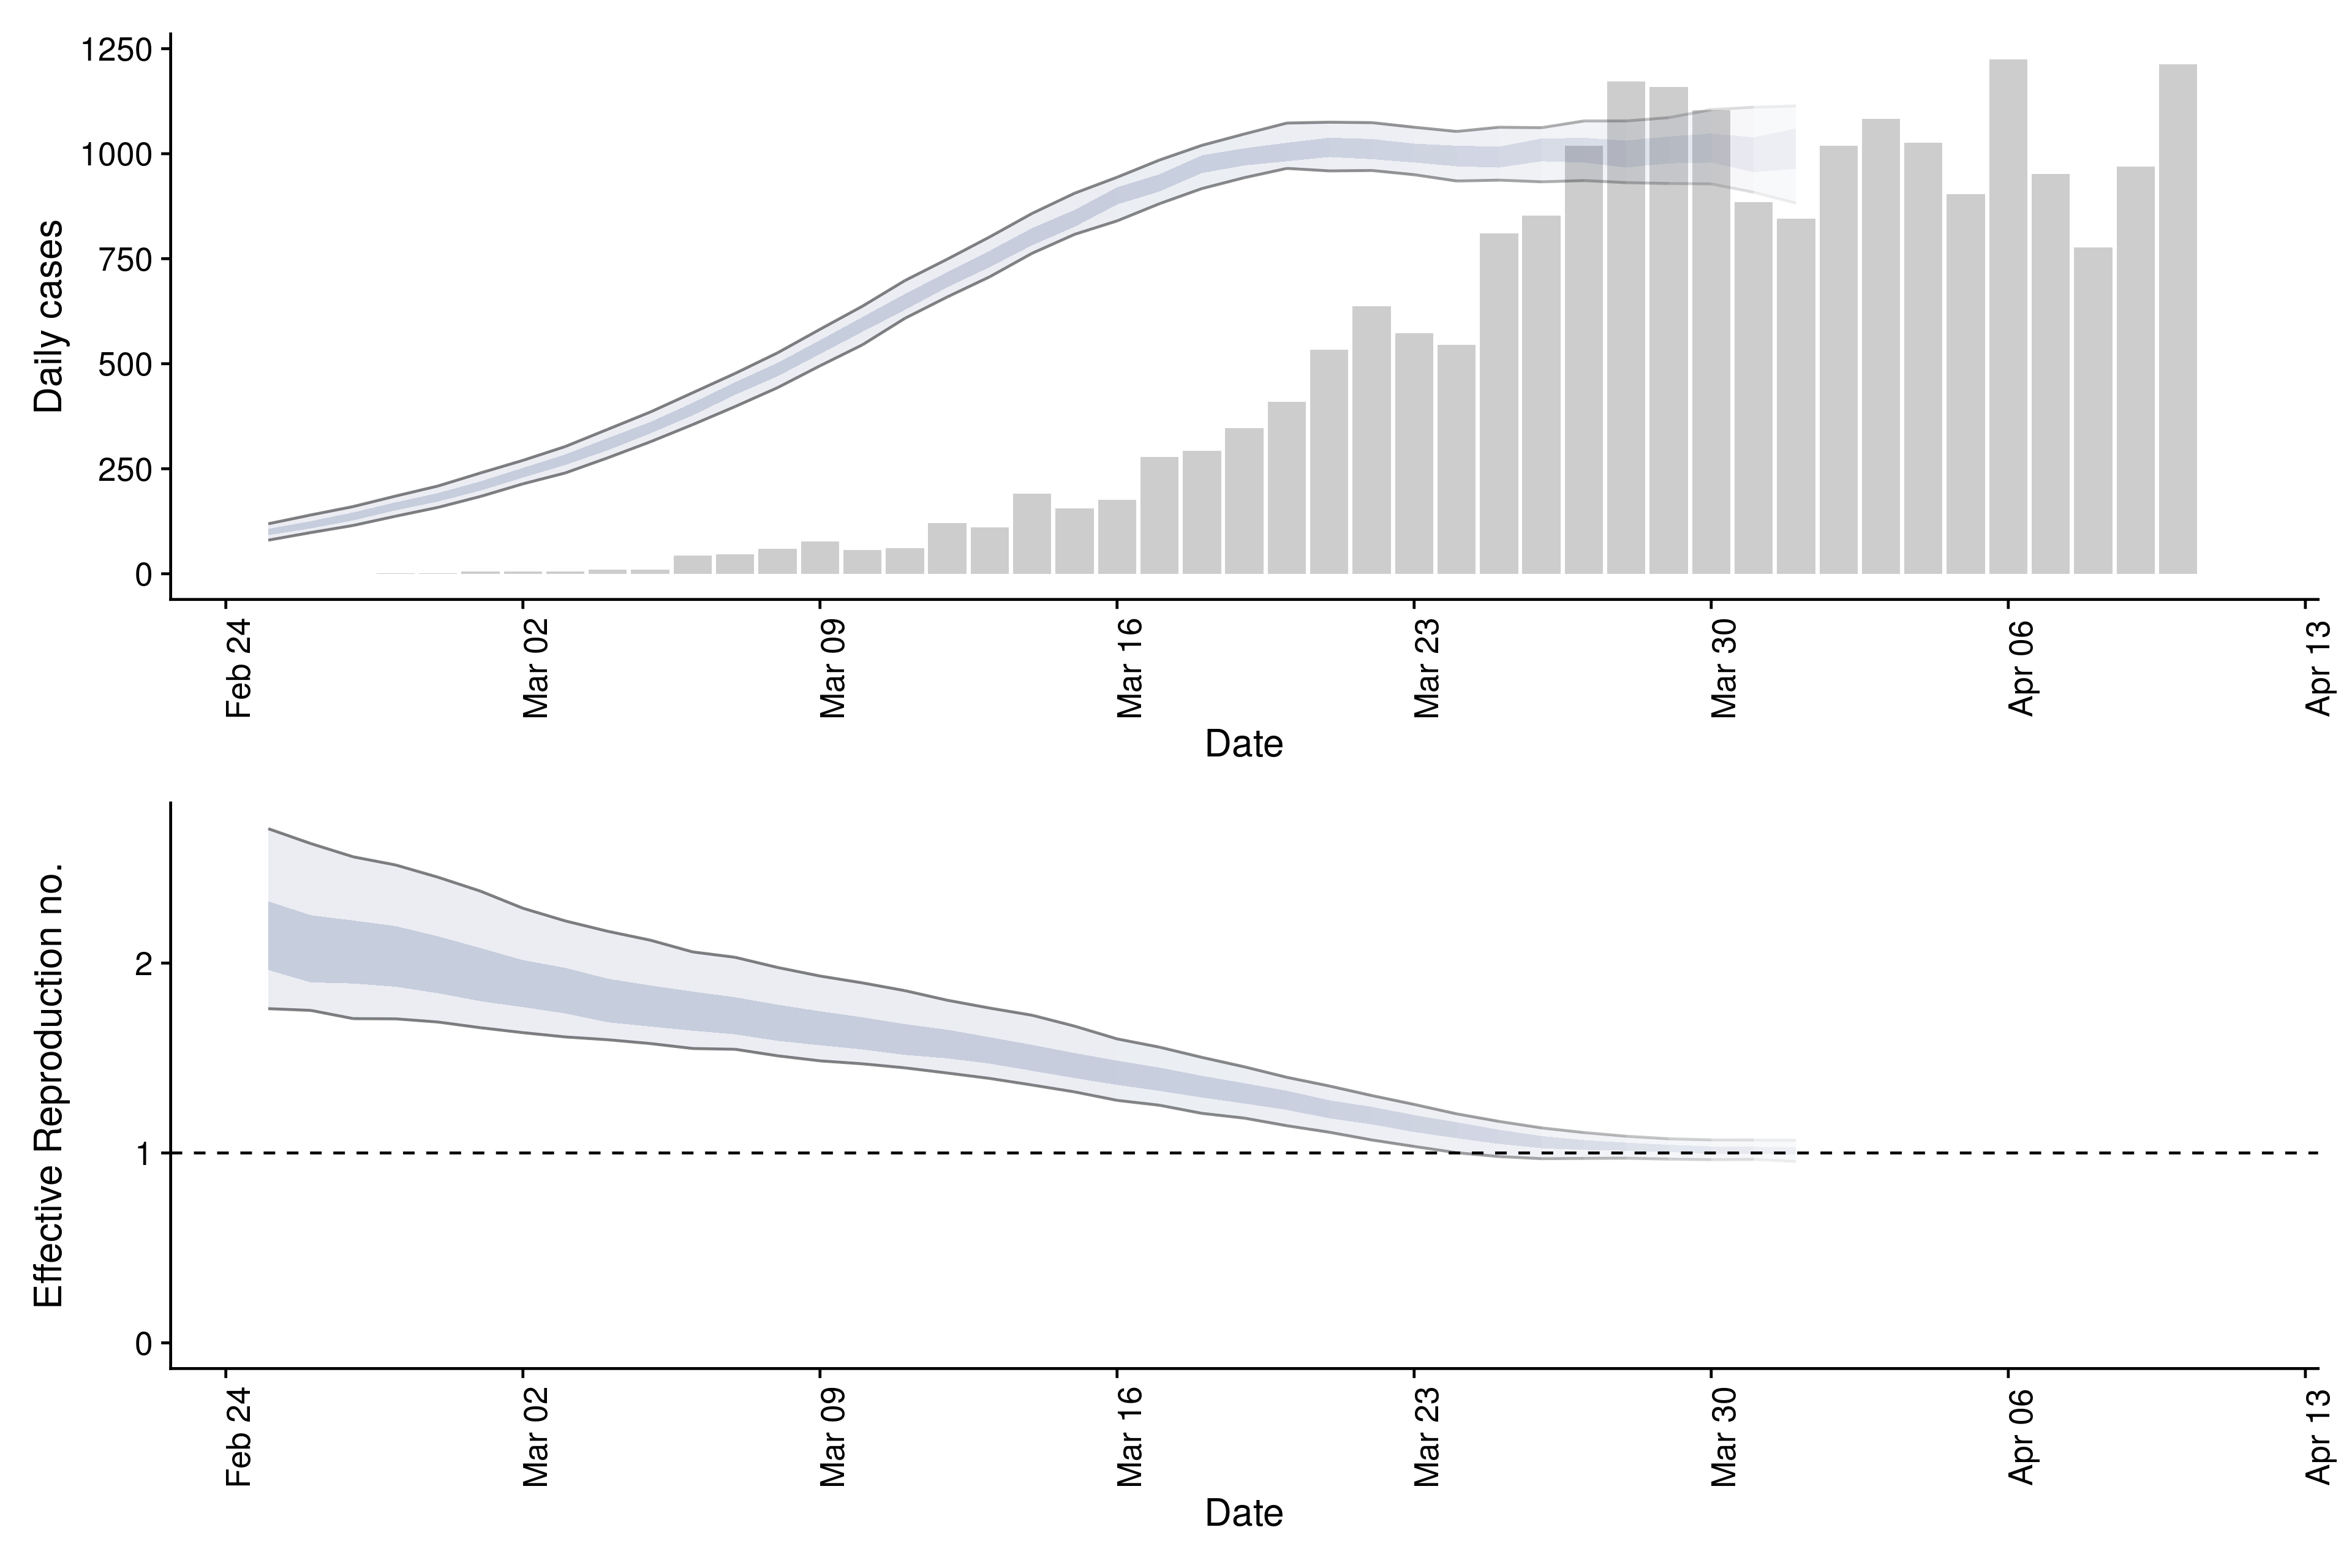 Daily cases
1250
1000
750
500
250
0
Feb 24
Mar 02
Mar 09
Mar 16
Mar 23
Mar 30
Apr 06
Apr 13
Date
Effective Reproduction no.
2
1
0
Feb 24
Mar 02
Mar 09
Mar 16
Mar 23
Mar 30
Apr 06
Apr 13
Date